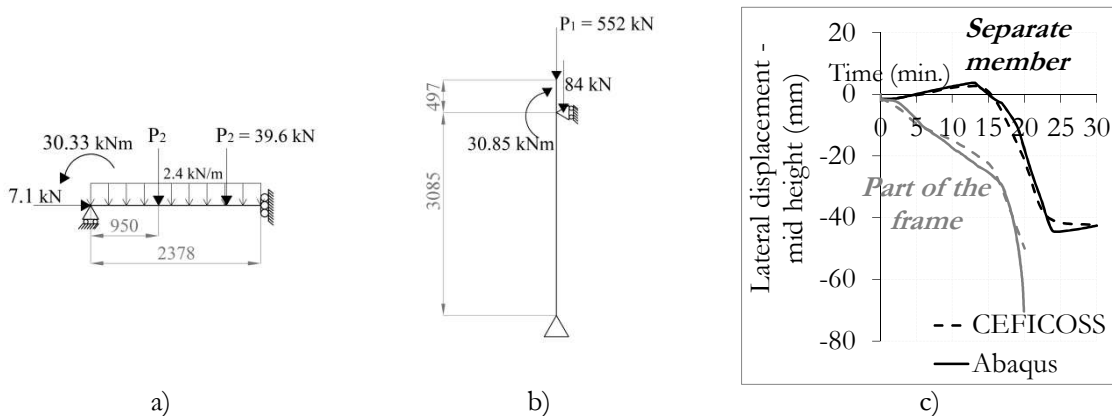 30.33 kNm
P2
P2 = 39.6 kN
2.4 kN/m
7.1 kN
950
2378
a)
P1 = 552 kN
84 kN
497
30.85 kNm
3085
b)
Separate
member
Time (min.)
Lateral displacement -
mid height (mm)
20
0
-20
-40
-60
-80
0 5 10 15 20 25 30
Part of the
frame
CEFICOSS
Abaqus
c)